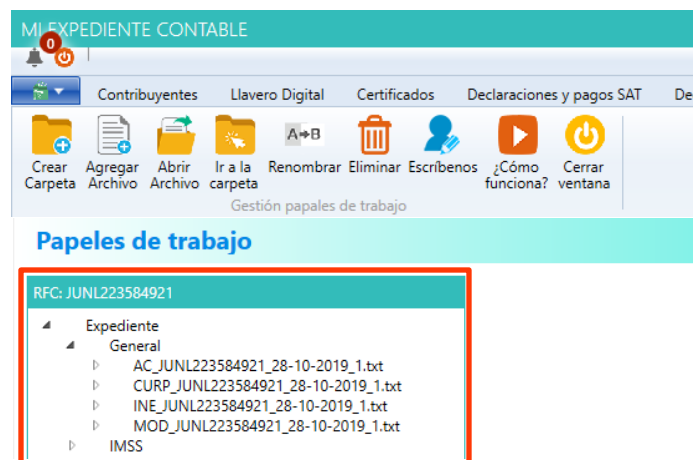 MI EXPEDIENTE CONTABLE
0
Contribuyentes Llavero Digital Certificados Declaraciones y pagos SAT De
A B
Crear Carpeta
Agregar Archivo
Abrir Archivo
Ir a la carpeta
Renombrar
Eliminar
Escríbenos
¿Cómo funciona?
Cerrar ventana
Gestión papales de trabajo
Papeles de trabajo
RFC: JUNL223584921
Expediente
General
AC_JUNL223584921_28-10-2019_1.txt
CURP_JUNL223584921_28-10-2019_1.txt
INE_JUNL223584921_28-10-2019_1.txt
MOD_JUNL223584921_28-10-2019_1.txt
IMSS